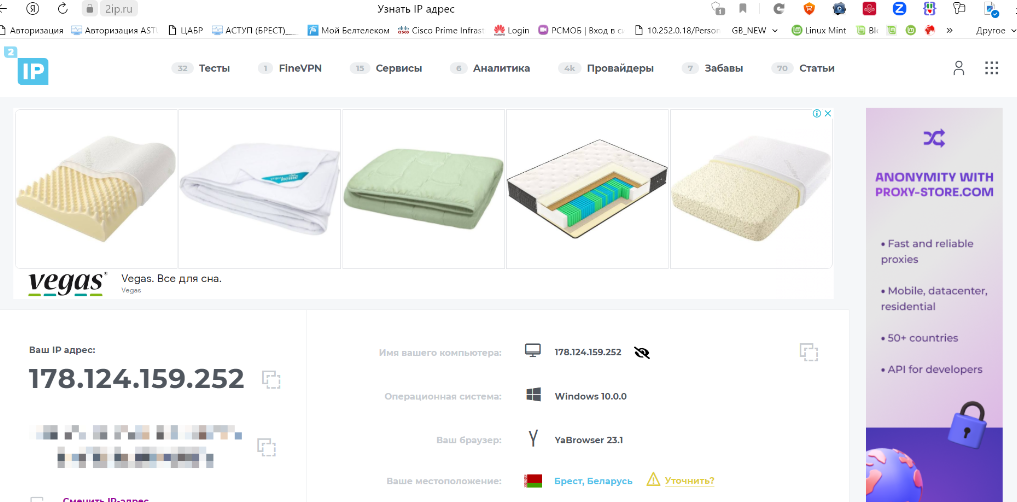 2ip.ru
Узнать IP адрес
Авторизация
Авторизация AST
ЦАБР
АСТУП (БРЕСТ)__
Мой Белтелеком
Cisco Prime Infrast
Login
РСМОБ | Вход в с
10.252.0.18/Person
GB_NEW
Linux Mint
Другое
2
IP
32 Тесты
1 FineVPN
15 Сервисы
6 Аналитика
4k Провайдеры
7 Забавы
70 Статьи
vegas®
Vegas. Все для сна.
Vegas
ANONYMITY WITH
PROXY-STORE.COM
• Fast and reliable
proxies
• Mobile, datacenter,
residential
• 50+ countries
• API for developers
Ваш IP адрес:
178.124.159.252
Сменить IP-адрес
Имя вашего компьютера: 178.124.159.252
Операционная система: Windows 10.0.0
Ваш браузер: YaBrowser 23.1
Ваше местоположение: Брест, Беларусь Уточнить?